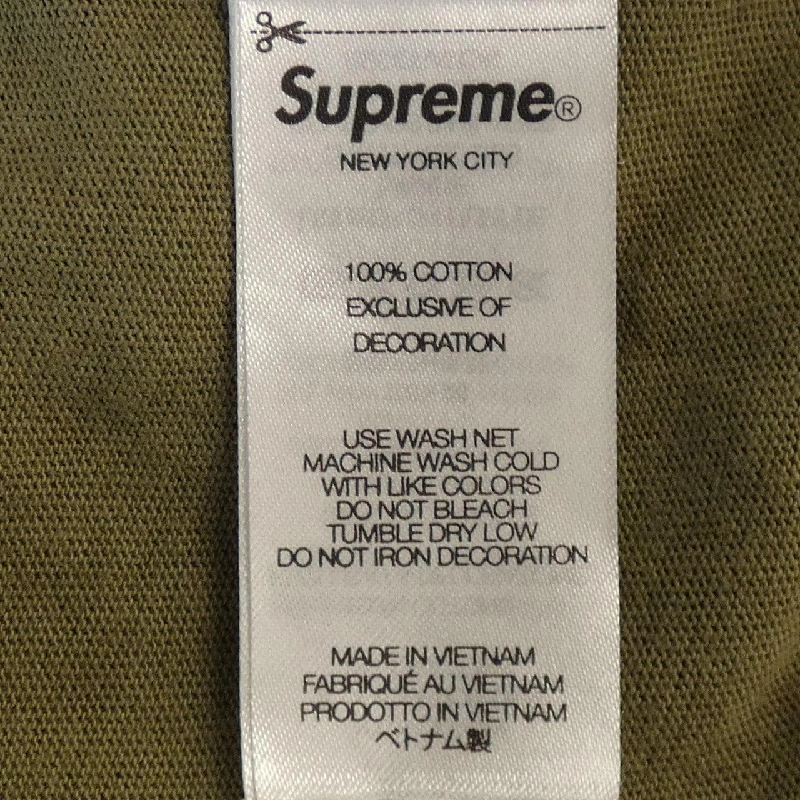 Supreme®
NEW YORK CITY
100% COTTON
EXCLUSIVE OF
DECORATION
USE WASH NET
MACHINE WASH COLD
WITH LIKE COLORS
DO NOT BLEACH
TUMBLE DRY LOW
DO NOT IRON DECORATION
MADE IN VIETNAM
FABRIQUÉ AU VIETNAM
PRODOTTO IN VIETNAM
ベトナム製